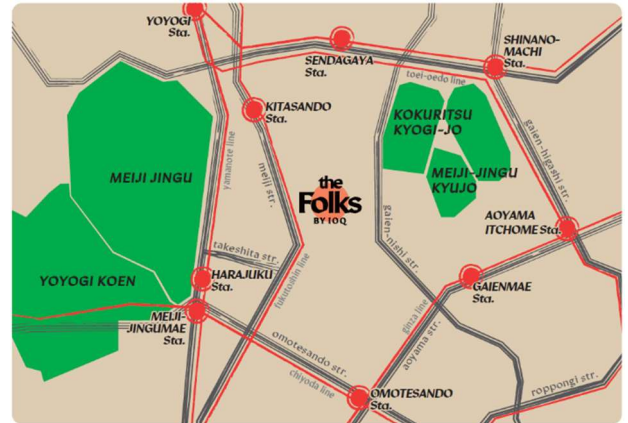 YOYOGI
Sta.
SHINANO-
MACHI
Sta.
SENDAGAYA
Sta.
toei-oedo line
KITASANDO
Sta.
KOKURITSU
KYOGI-JO
MEIJI JINGU
yamanote line
meiji str.
the
Folks
BY IOQ
MEIJI-JINGU
KYUJO
gaien-higashi str.
gaien-nishi str.
AOYAMA
ITCHOME Sta.
takeshita str.
YOYOGI KOEN
HARAJUKU
Sta.
fukutoshin line
GAIENMAE
Sta.
MEIJI-
JINGUMAE
Sta.
ginza line
aoyama str.
omotesando str.
chiyoda line
roppongi str.
OMOTESANDO
Sta.